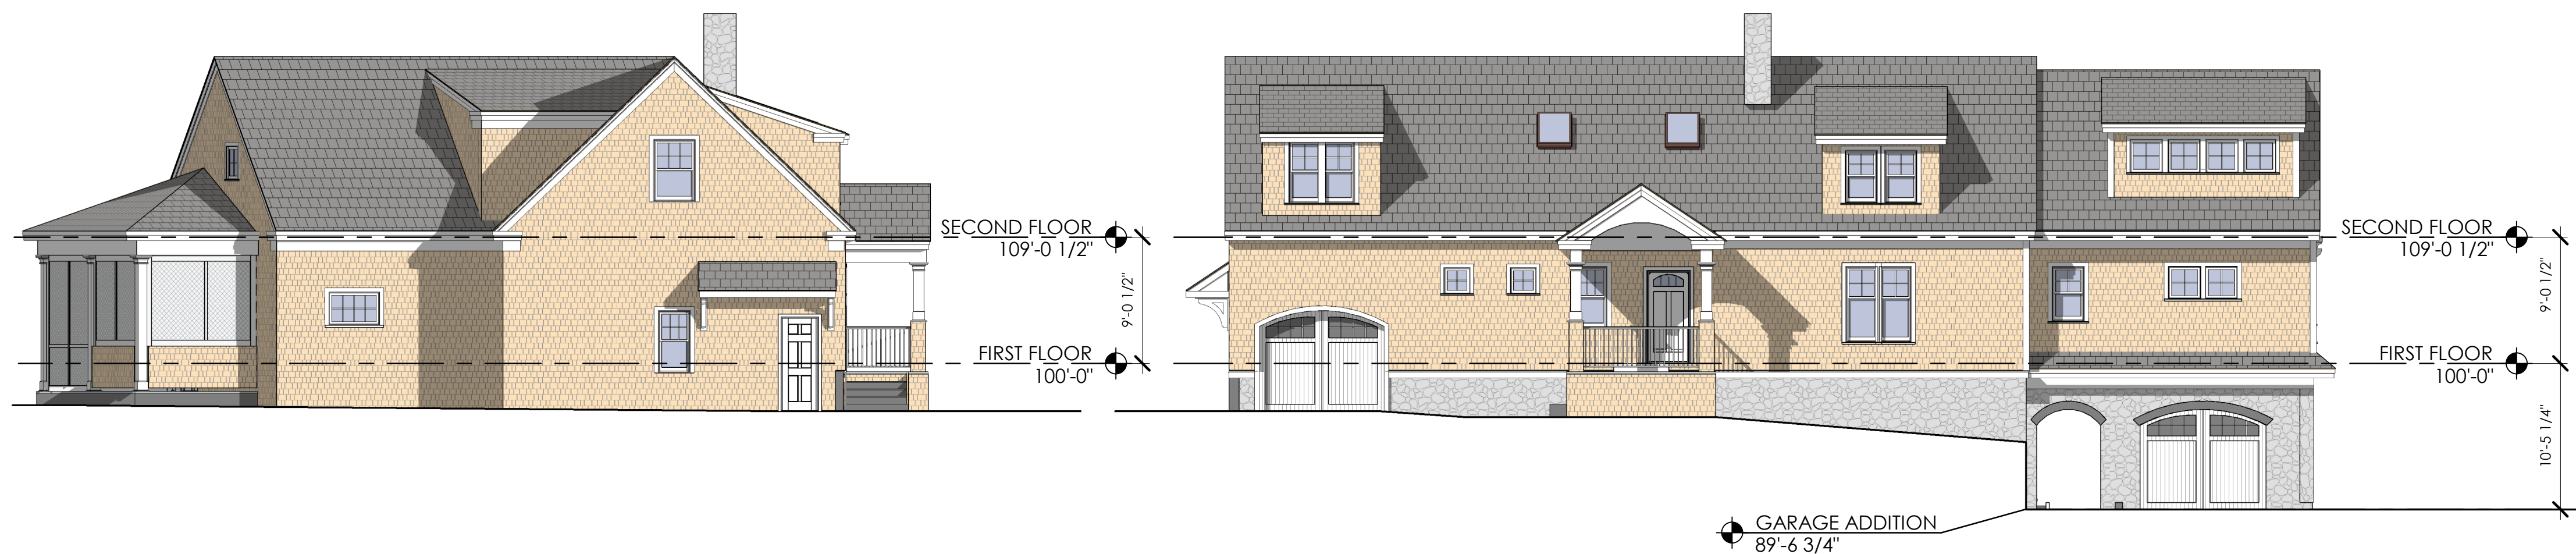 SECOND FLOOR
109'-0 1/2"
9'-0 1/2"
FIRST FLOOR
100'-0"
SECOND FLOOR
109'-0 1/2"
9'-0 1/2"
FIRST FLOOR
100'-0"
10'-5 1/4"
GARAGE ADDITION
89'-6 3/4"